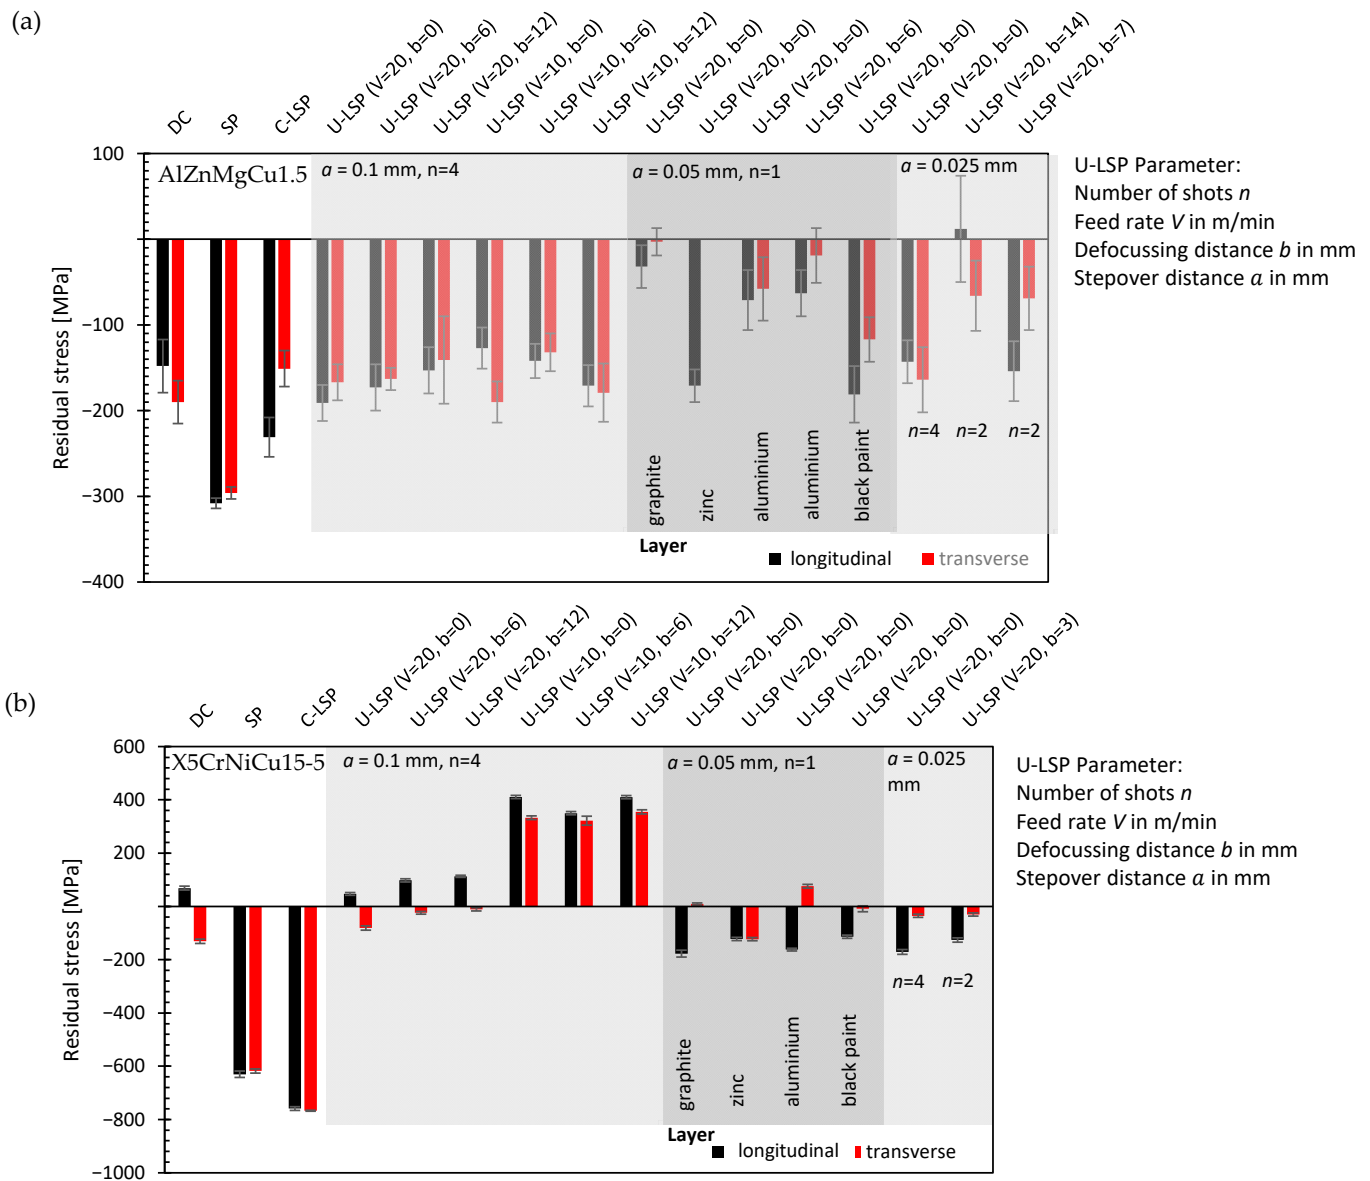 (a)
DC
SP
C-LSP
U-LSP (V=20, b=0)
U-LSP (V=20, b=6)
U-LSP (V=20, b=12)
U-LSP (V=10, b=0)
U-LSP (V=10, b=6)
U-LSP (V=10, b=12)
U-LSP (V=20, b=0)
U-LSP (V=20, b=0)
U-LSP (V=20, b=0)
U-LSP (V=20, b=6)
U-LSP (V=20, b=0)
U-LSP (V=20, b=0)
U-LSP (V=20, b=14)
U-LSP (V=20, b=7)
Residual stress [MPa]
100
−100
−200
−300
−400
AlZnMgCu1.5
a = 0.1 mm, n=4
a = 0.05 mm, n=1
a = 0.025 mm
n=4
n=2
n=2
graphite
zinc
aluminium
aluminium
black paint
Layer
longitudinal
transverse
U-LSP Parameter:
Number of shots n
Feed rate V in m/min
Defocussing distance b in mm
Stepover distance a in mm
(b)
DC
SP
C-LSP
U-LSP (V=20, b=0)
U-LSP (V=20, b=6)
U-LSP (V=20, b=12)
U-LSP (V=10, b=0)
U-LSP (V=10, b=6)
U-LSP (V=10, b=12)
U-LSP (V=20, b=0)
U-LSP (V=20, b=0)
U-LSP (V=20, b=0)
U-LSP (V=20, b=0)
U-LSP (V=20, b=0)
U-LSP (V=20, b=3)
Residual stress [MPa]
600
400
200
−200
−400
−600
−800
−1000
X5CrNiCu15-5
a = 0.1 mm, n=4
a = 0.05 mm, n=1
a = 0.025
mm
n=4
n=2
graphite
zinc
aluminium
black paint
Layer
longitudinal
transverse
U-LSP Parameter:
Number of shots n
Feed rate V in m/min
Defocussing distance b in mm
Stepover distance a in mm